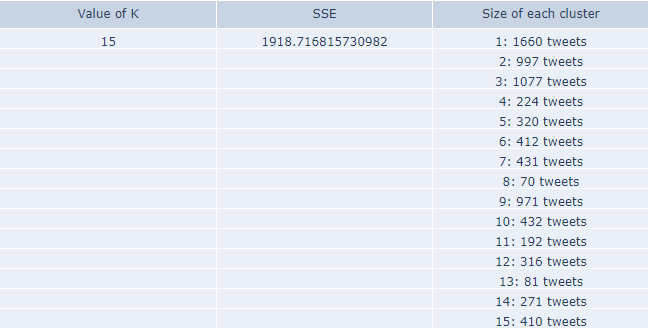 Value of K SSE Size of each cluster
15 1918.716815730982 1: 1660 tweets
2: 997 tweets
3: 1077 tweets
4: 224 tweets
5: 320 tweets
6: 412 tweets
7: 431 tweets
8: 70 tweets
9: 971 tweets
10: 432 tweets
11: 192 tweets
12: 316 tweets
13: 81 tweets
14: 271 tweets
15: 410 tweets